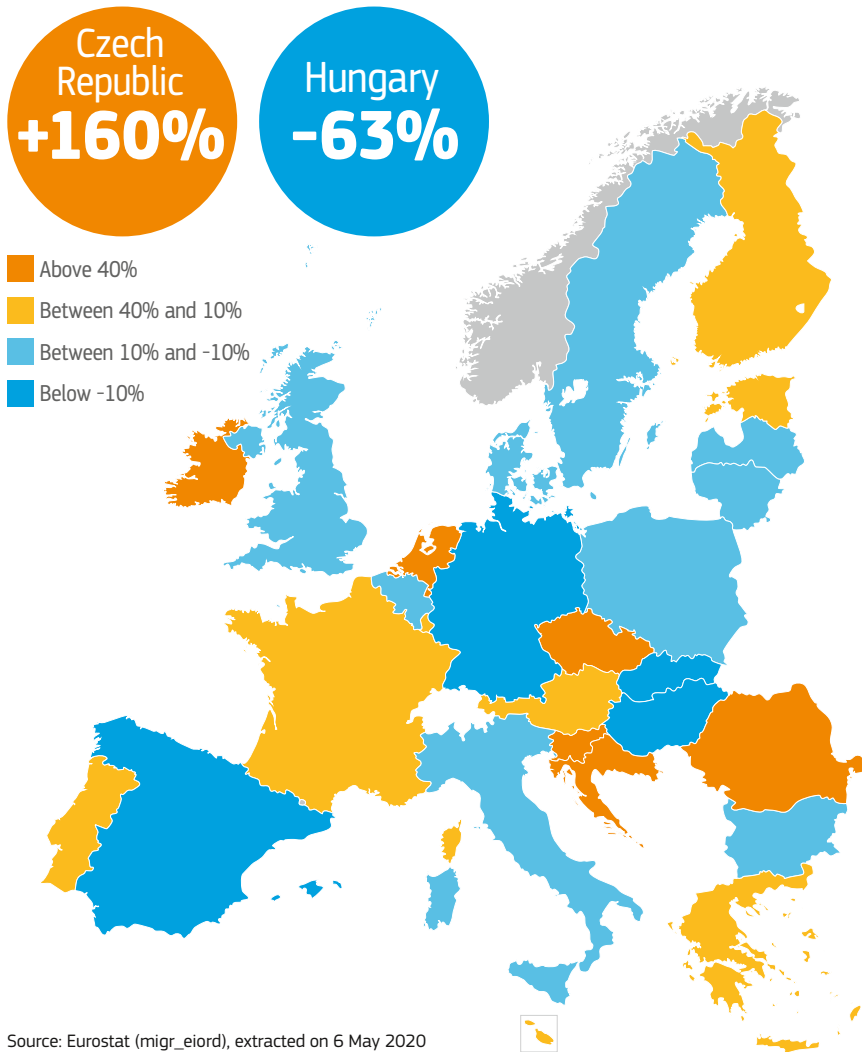 Czech
Republic
+160%
Hungary
-63%
Above 40%
Between 40% and 10%
Between 10% and -10%
Below -10%
Source: Eurostat (migr_eiord), extracted on 6 May 2020